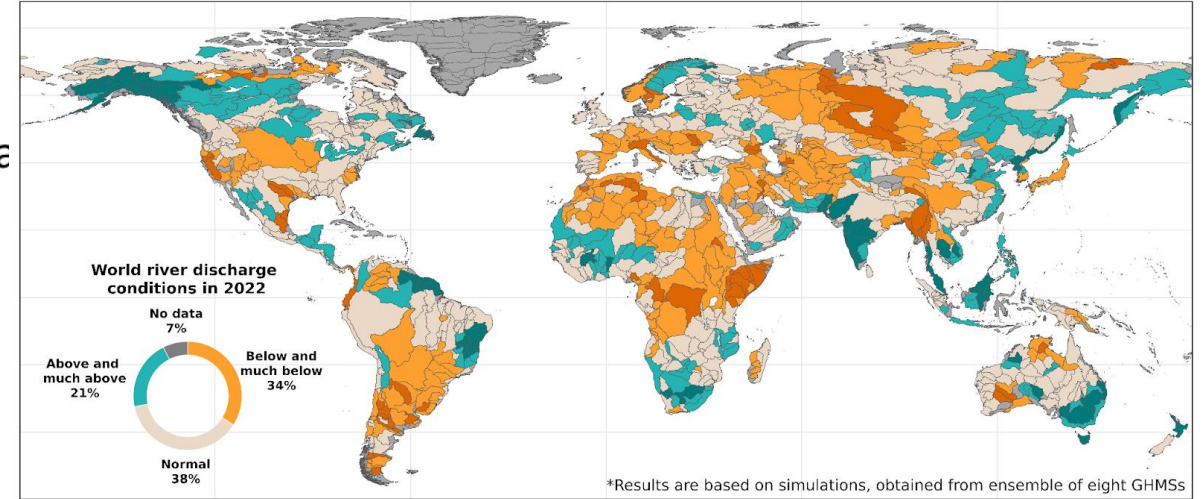 World river discharge
conditions in 2022
No data
7%
Above and
much above
21%
Below and
much below
34%
Normal
38%
*Results are based on simulations, obtained from ensemble of eight GHMSs